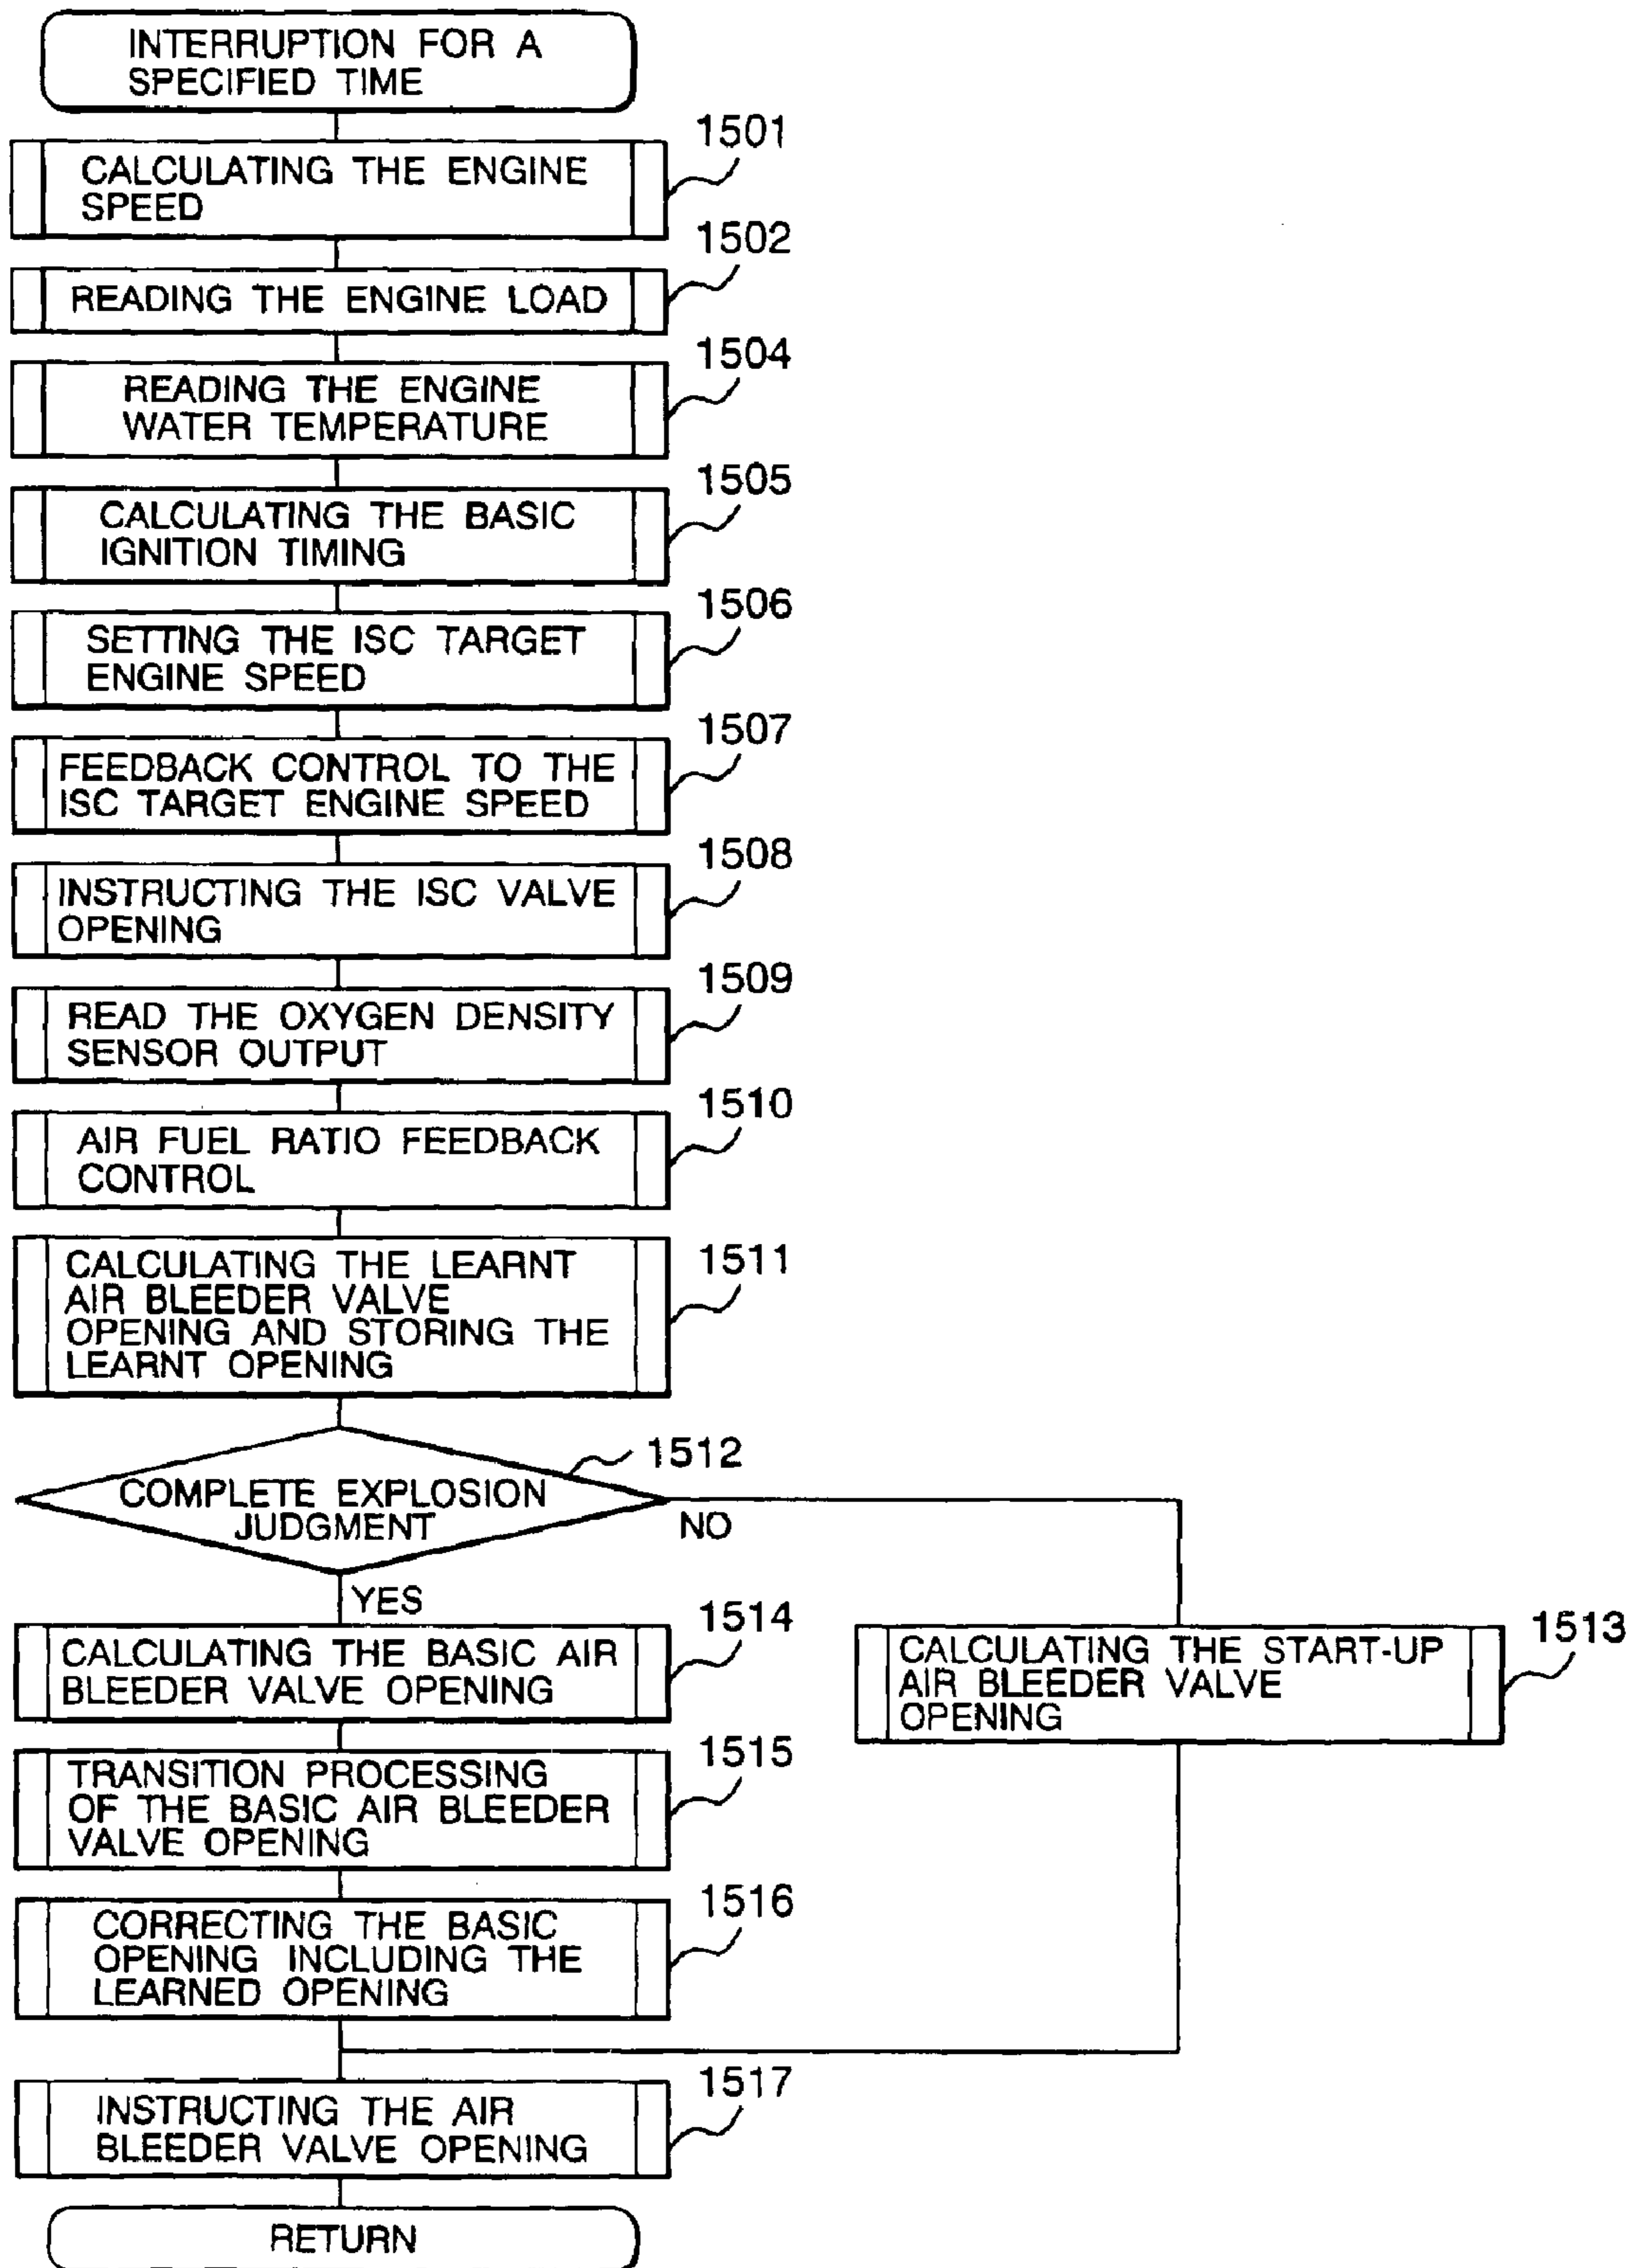 INTERRUPTION FOR A
SPECIFIED TIME
1501
CALCULATING THE ENGINE
SPEED
1502
READING THE ENGINE LOAD
1504
READING THE ENGINE
WATER TEMPERATURE
1505
CALCULATING THE BASIC
IGNITION TIMING
1506
SETTING THE ISC TARGET
ENGINE SPEED
1507
FEEDBACK CONTROL TO THE
ISC TARGET ENGINE SPEED
1508
INSTRUCTING THE ISC VALVE
OPENING
1509
READ THE OXYGEN DENSITY
SENSOR OUTPUT
1510
AIR FUEL RATIO FEEDBACK
CONTROL
1511
CALCULATING THE LEARNT
AIR BLEEDER VALVE
OPENING AND STORING THE
LEARNT OPENING
1512
COMPLETE EXPLOSION
JUDGMENT
NO
YES
1514
CALCULATING THE BASIC AIR
BLEEDER VALVE OPENING
1513
CALCULATING THE START-UP
AIR BLEEDER VALVE
OPENING
1515
TRANSITION PROCESSING
OF THE BASIC AIR BLEEDER
VALVE OPENING
1516
CORRECTING THE BASIC
OPENING INCLUDING THE
LEARNED OPENING
1517
INSTRUCTING THE AIR
BLEEDER VALVE OPENING
RETURN